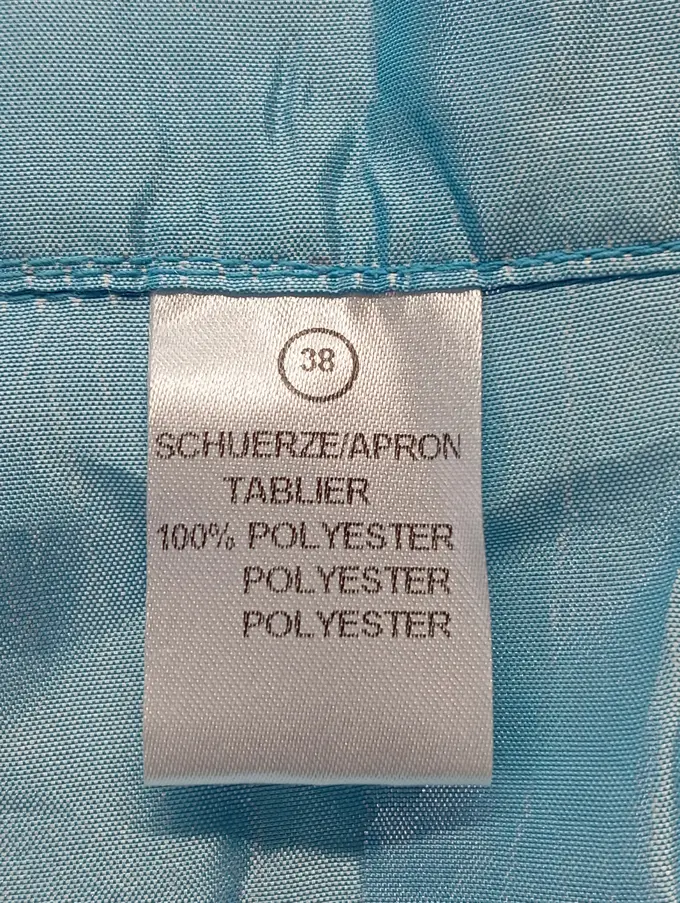 38
SCHUERZE/APRON
TABLIER
100% POLYESTER
POLYESTER
POLYESTER